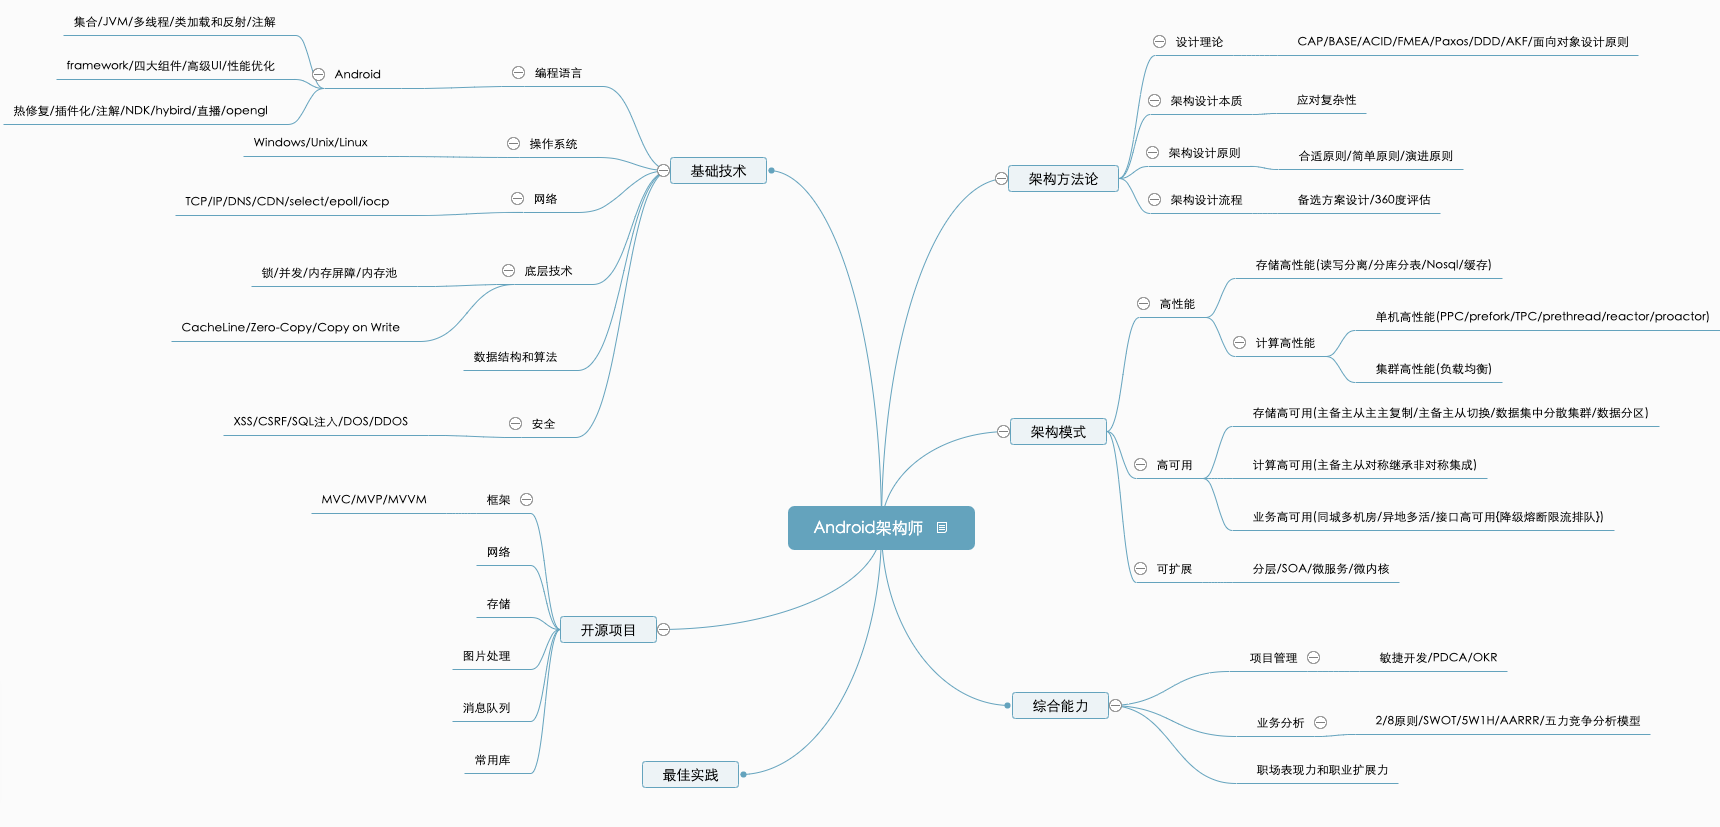 Android架构师
基础技术
编程语言
Android
集合/JVM/多线程/类加载和反射/注解
framework/四大组件/高级UI/性能优化
热修复/插件化/注解/NDK/hybird/直播/opengl
操作系统
Windows/Unix/Linux
网络
TCP/IP/DNS/CDN/select/epoll/iocp
底层技术
锁/并发/内存屏障/内存池
CacheLine/Zero-Copy/Copy on Write
数据结构和算法
安全
XSS/CSRF/SQL注入/DOS/DDOS
开源项目
框架
MVC/MVP/MVVM
网络
存储
图片处理
消息队列
常用库
最佳实践
架构方法论
设计理论
CAP/BASE/ACID/FMEA/Paxos/DDD/AKF/面向对象设计原则
架构设计本质
应对复杂性
架构设计原则
合适原则/简单原则/演进原则
架构设计流程
备选方案设计/360度评估
架构模式
高性能
存储高性能(读写分离/分库分表/Nosql/缓存)
计算高性能
单机高性能(PPC/prefork/TPC/prethread/reactor/proactor)
集群高性能(负载均衡)
高可用
存储高可用(主备主从主主复制/主备主从切换/数据集中分散集群/数据分区)
计算高可用(主备主从对称继承非对称集成)
业务高可用(同城多机房/异地多活/接口高可用{降级熔断限流排队})
可扩展
分层/SOA/微服务/微内核
综合能力
项目管理
敏捷开发/PDCA/OKR
业务分析
2/8原则/SWOT/5W1H/AARRR/五力竞争分析模型
职场表现力和职业扩展力